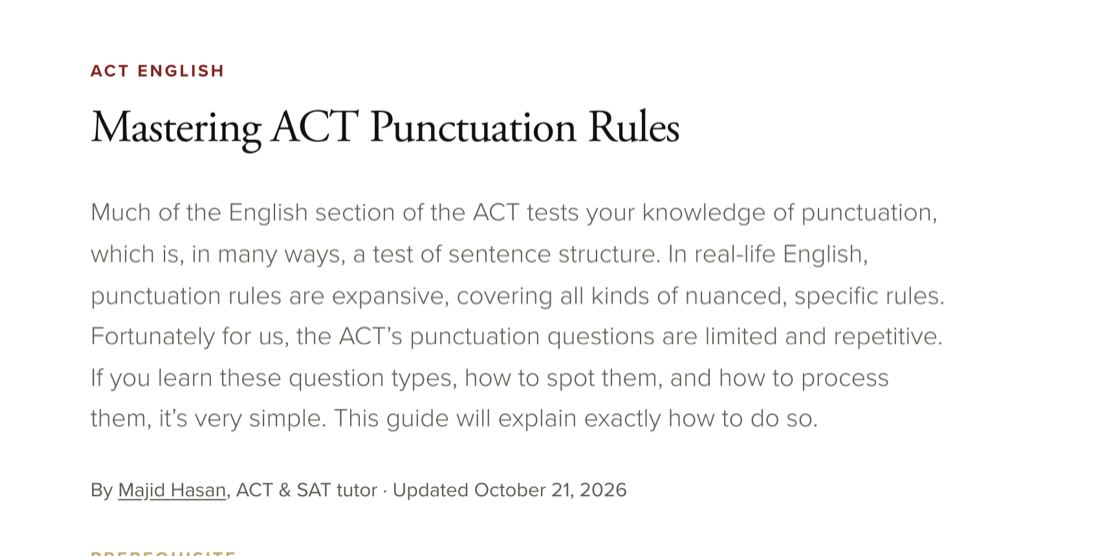 ACT ENGLISH
Mastering ACT Punctuation Rules
Much of the English section of the ACT tests your knowledge of punctuation,
which is, in many ways, a test of sentence structure. In real-life English,
punctuation rules are expansive, covering all kinds of nuanced, specific rules.
Fortunately for us, the ACT’s punctuation questions are limited and repetitive.
If you learn these question types, how to spot them, and how to process
them, it’s very simple. This guide will explain exactly how to do so.
By Majid Hasan, ACT & SAT tutor · Updated October 21, 2026